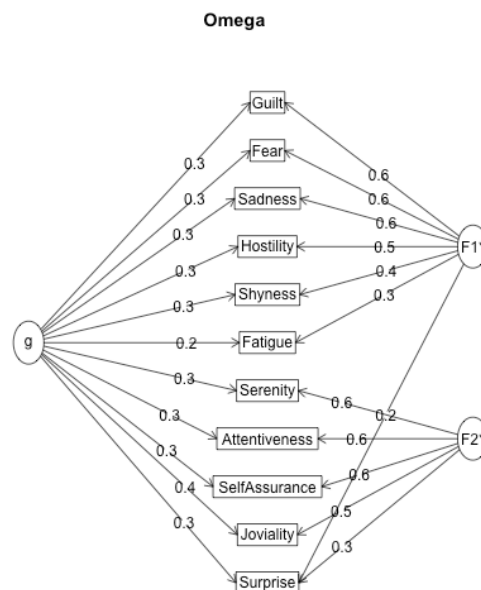 Omega
Guilt
Fear
Sadness
Hostility
Shyness
Fatigue
Serenity
Attentiveness
SelfAssurance
Joviality
Surprise
g
F1*
F2*
0.3
0.3
0.3
0.3
0.3
0.2
0.3
0.3
0.3
0.4
0.3
0.6
0.6
0.6
0.5
0.4
0.3
0.2
0.6
0.6
0.6
0.5
0.3